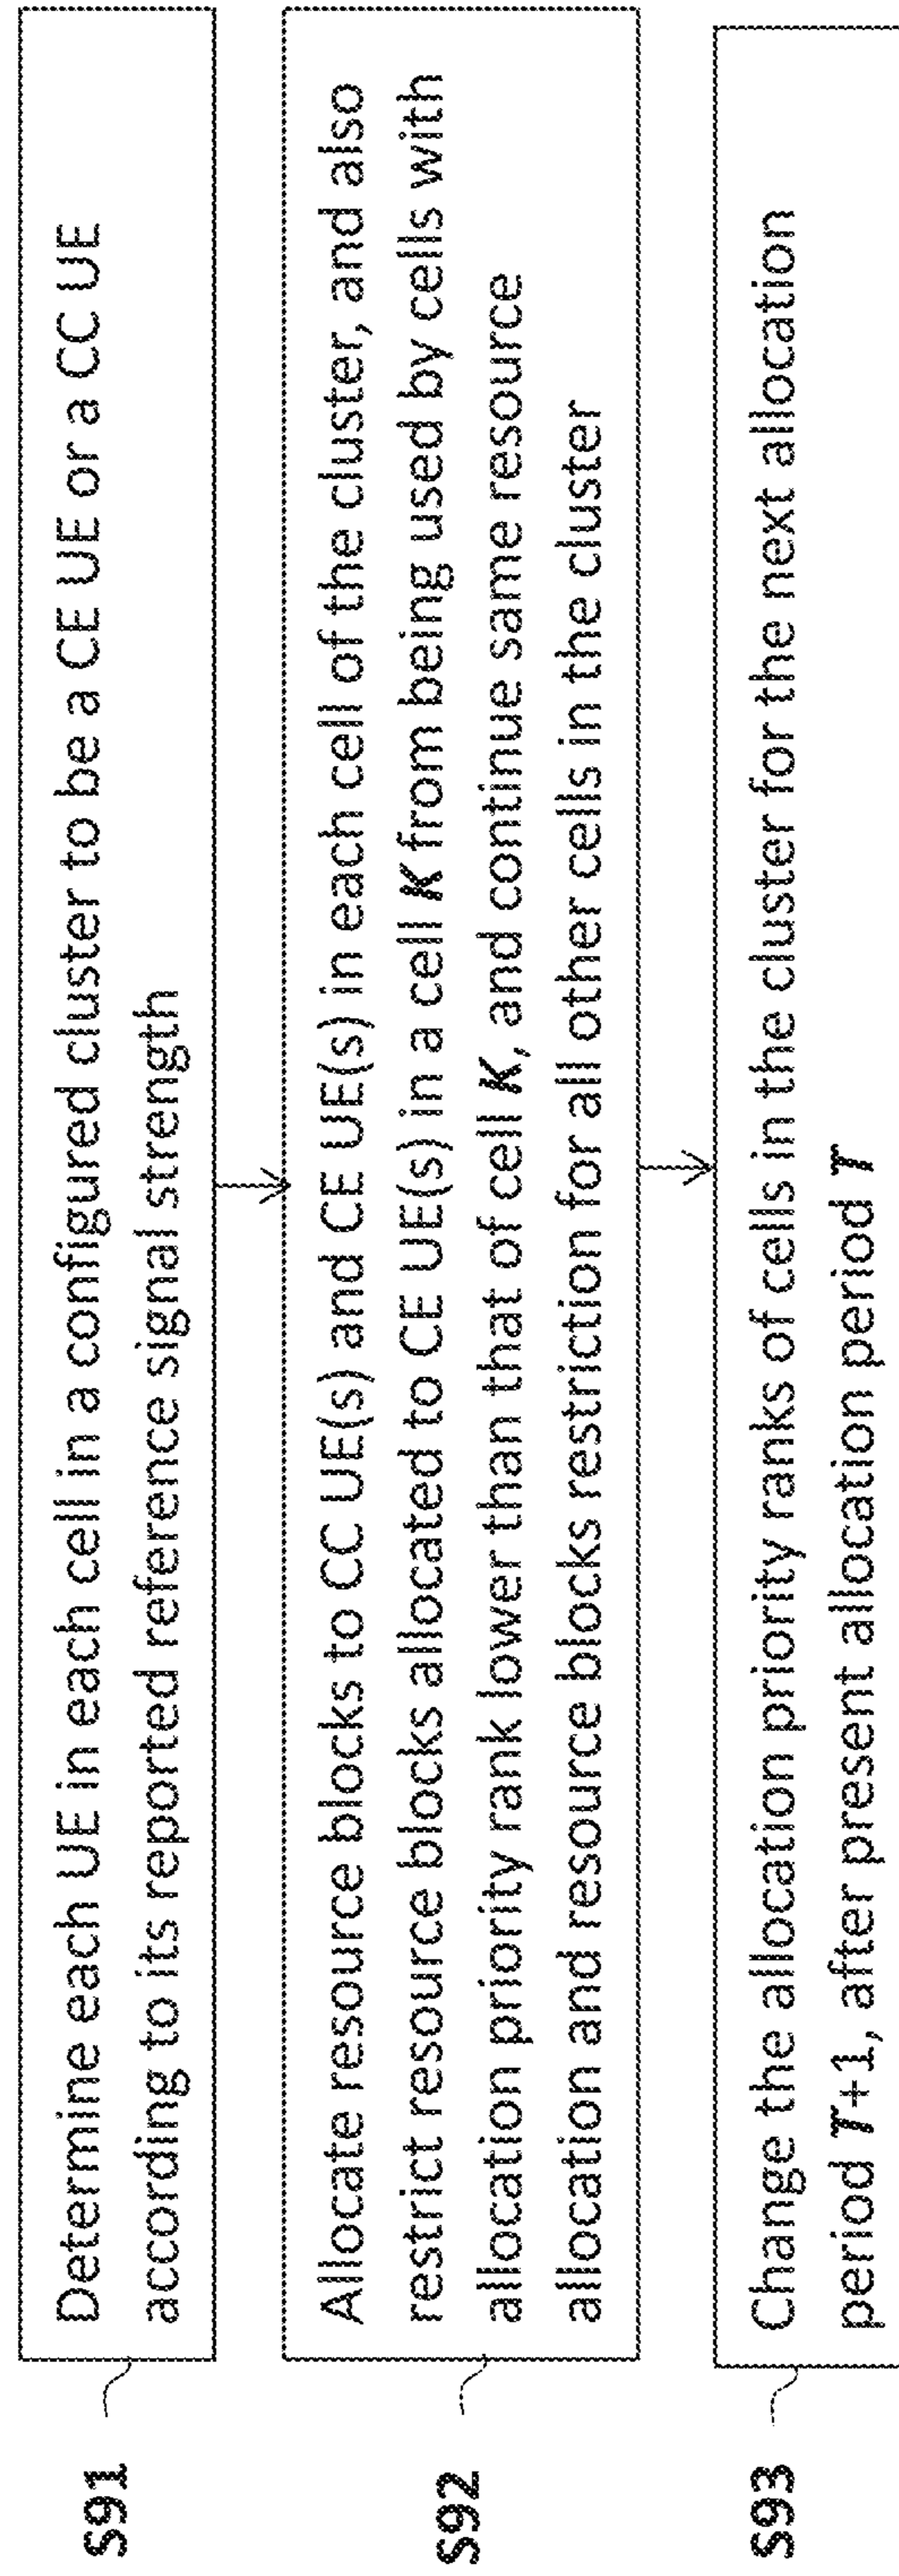 S91
Determine each UE in each cell in a configured cluster to be a CE UE or a CC UE
according to its reported reference signal strength
S92
Allocate resource blocks to CC UE(s) and CE UE(s) in each cell of the cluster, and also
restrict resource blocks allocated to CE UE(s) in a cell K from being used by cells with
allocation priority rank lower than that of cell K, and continue same resource
allocation and resource blocks restriction for all other cells in the cluster
S93
Change the allocation priority ranks of cells in the cluster for the next allocation
period T+1, after present allocation period T